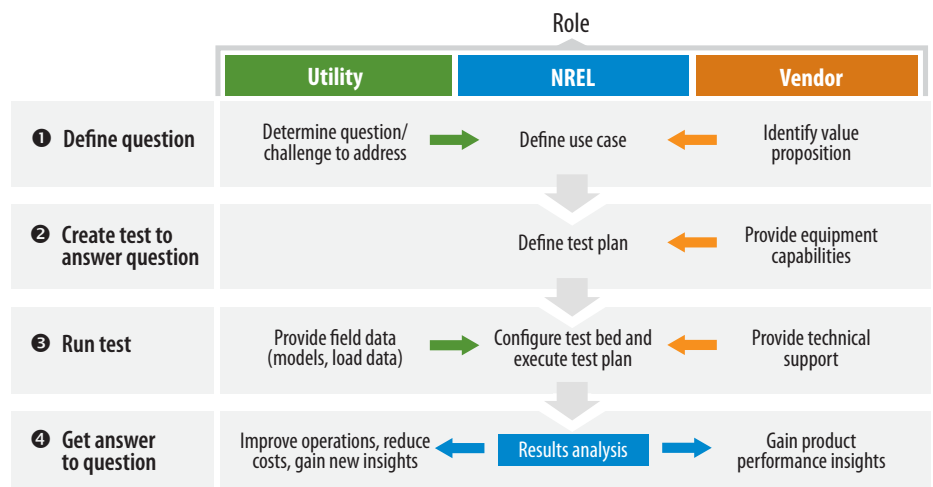 Role
Utility
NREL
Vendor
❶ Define question
Determine question/
challenge to address
Define use case
Identify value
proposition
❷ Create test to
answer question
Define test plan
Provide equipment
capabilities
❸ Run test
Provide field data
(models, load data)
Configure test bed and
execute test plan
Provide technical
support
❹ Get answer
to question
Improve operations, reduce
costs, gain new insights
Results analysis
Gain product
performance insights